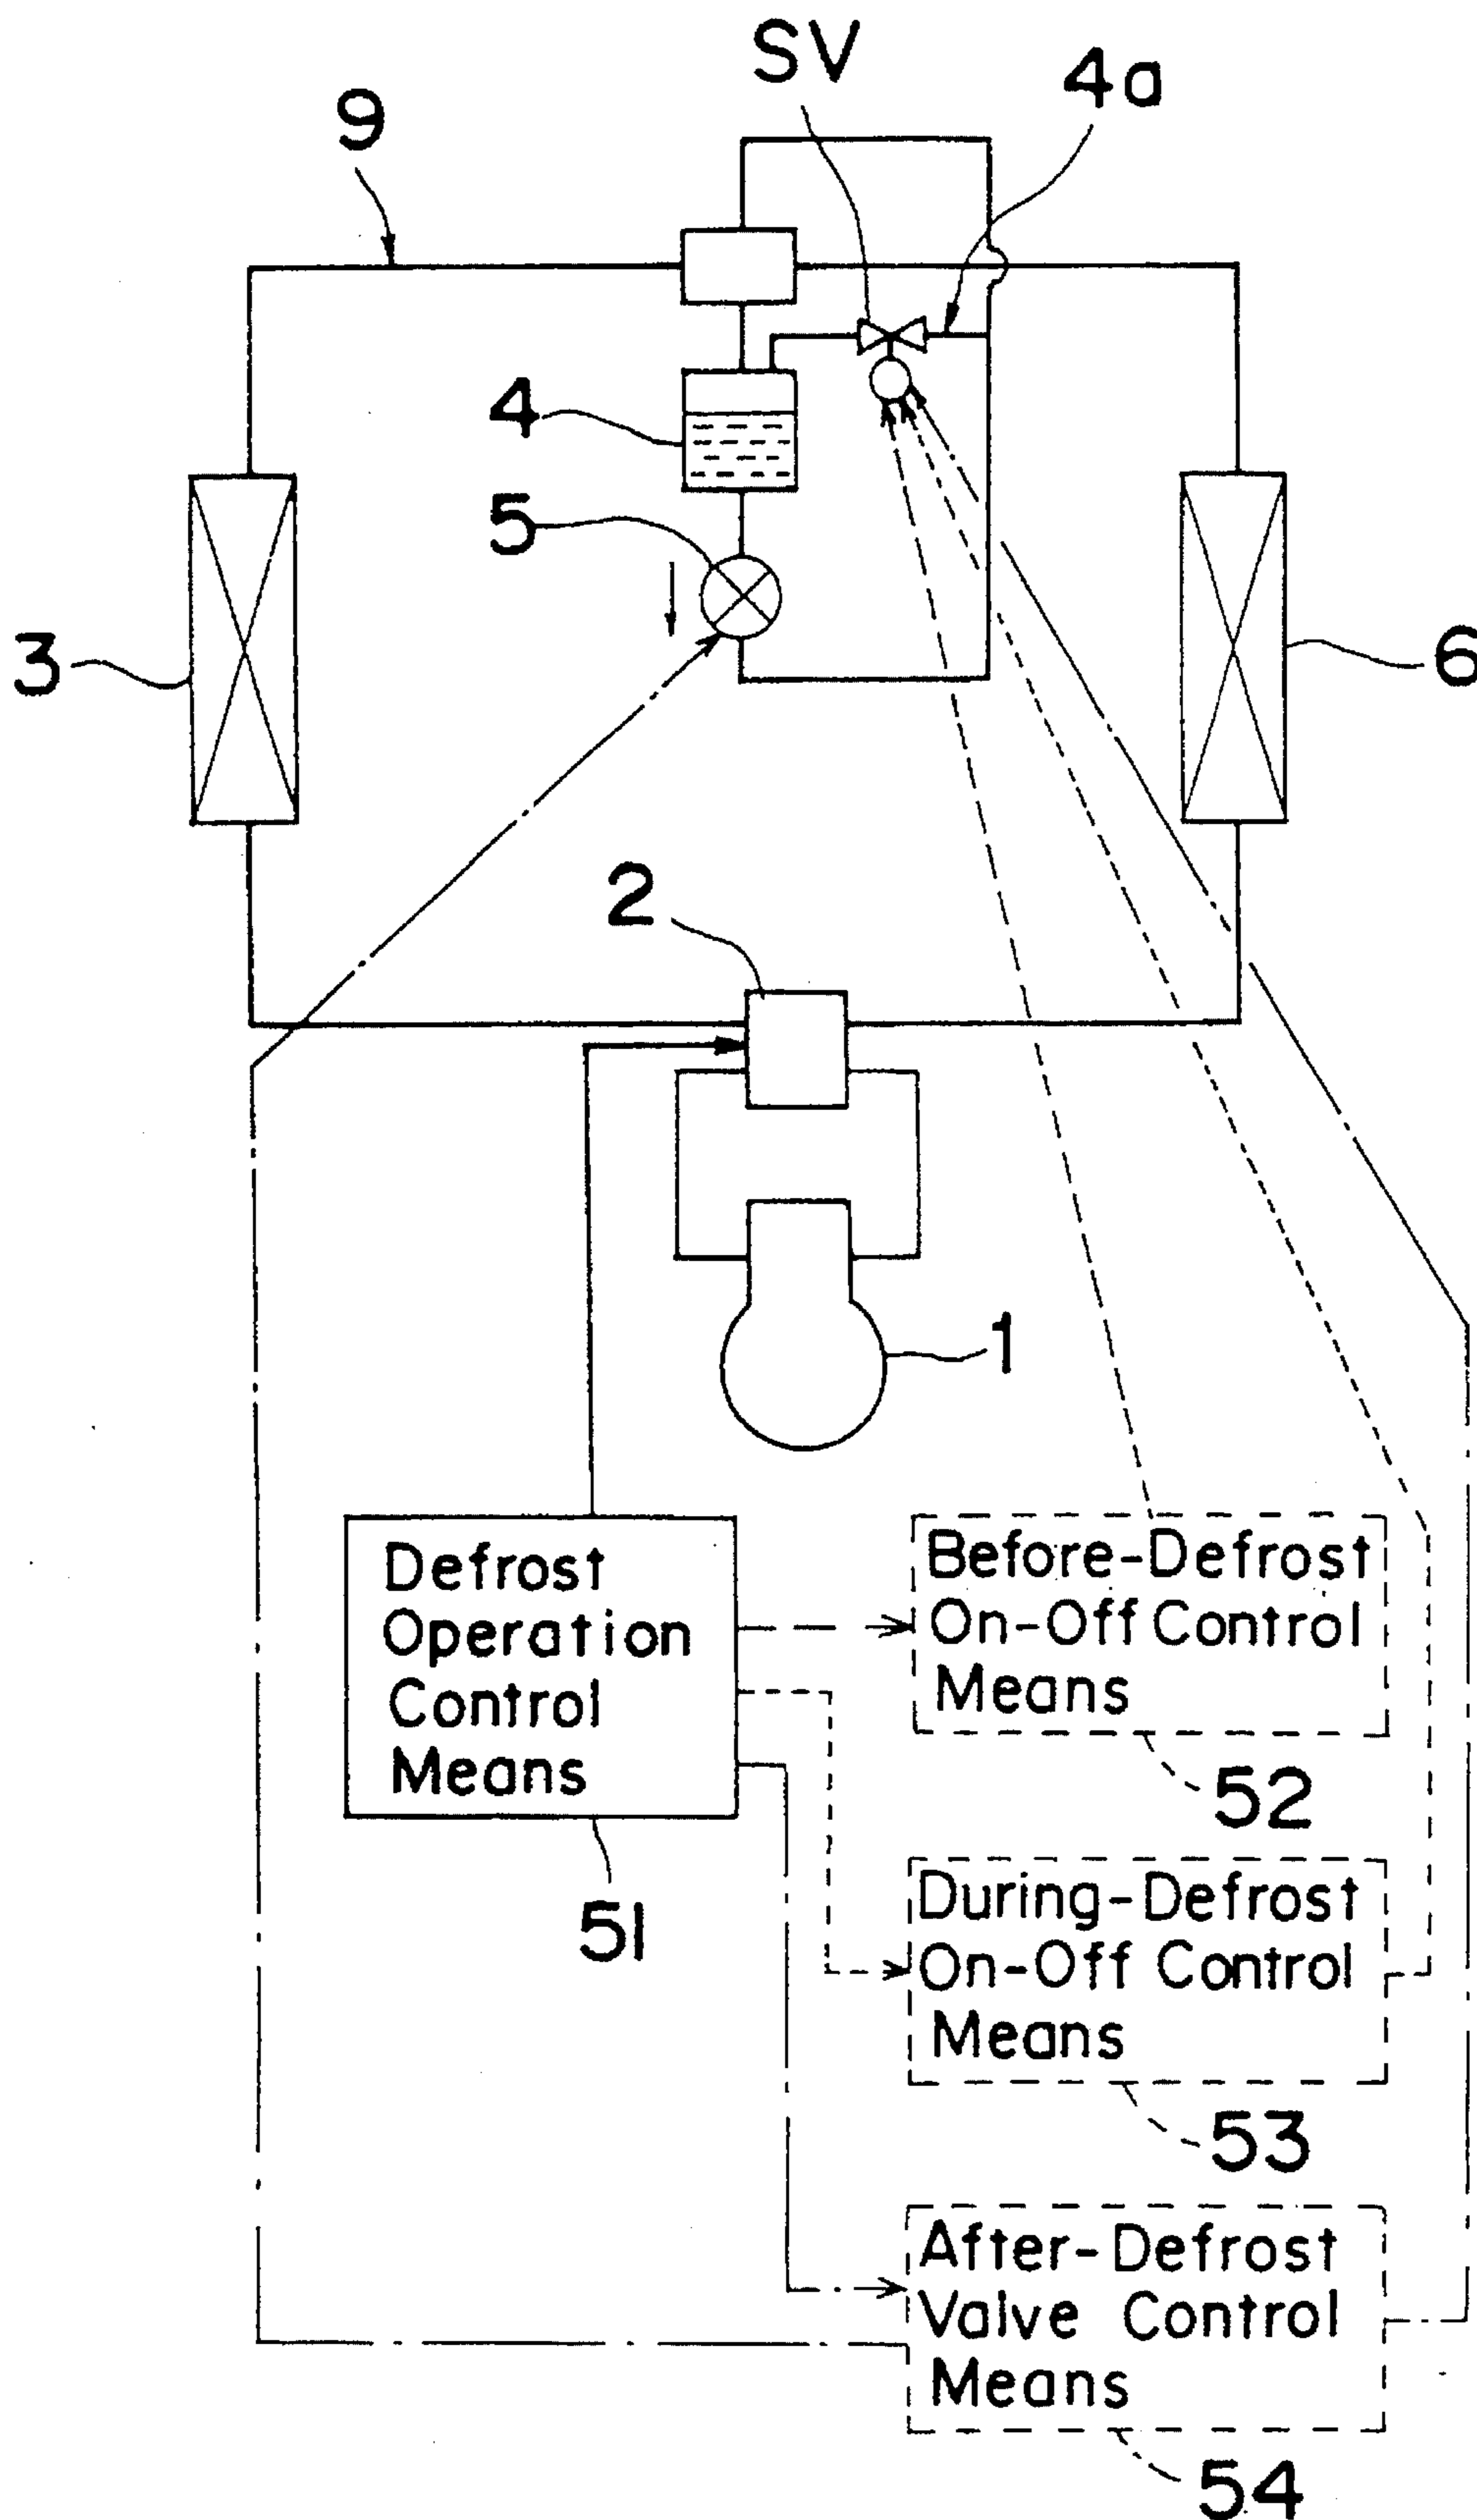 SV
4a
9
4
5
3
6
2
1
Defrost
Operation
Control
Means
51
Before-Defrost
On-Off Control
Means
52
During-Defrost
On-Off Control
Means
53
After-Defrost
Valve Control
Means
54